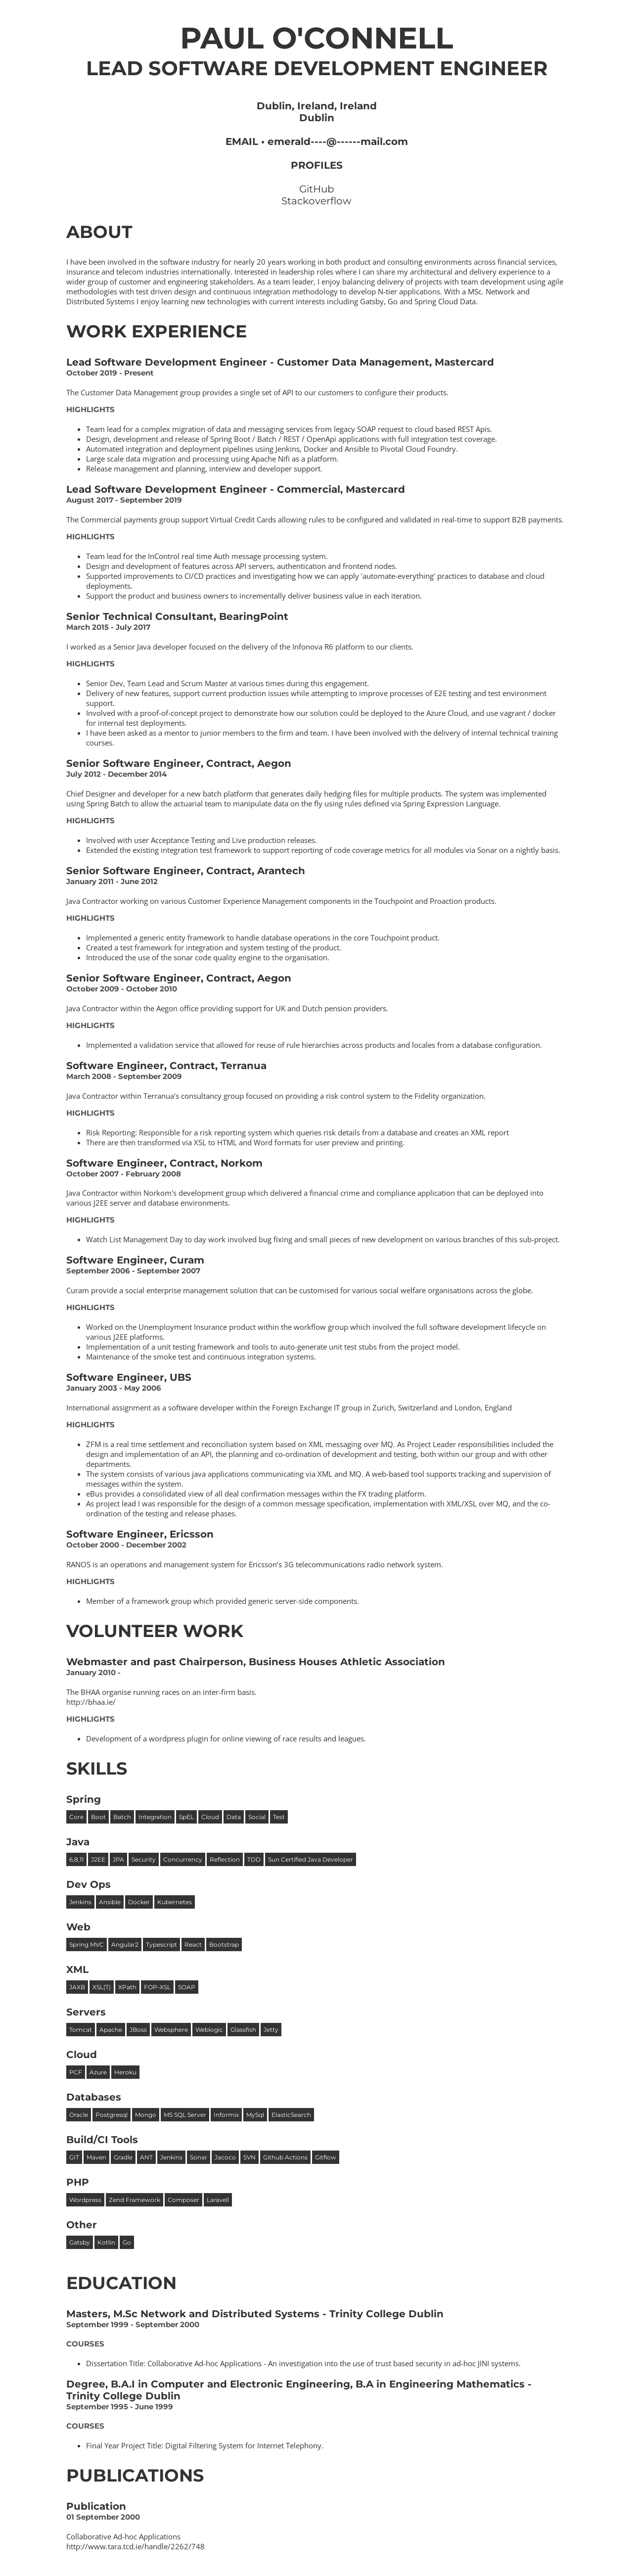 PAUL O'CONNELL
LEAD SOFTWARE DEVELOPMENT ENGINEER
Dublin, Ireland, Ireland
Dublin
EMAIL • emerald----@------mail.com
PROFILES
GitHub
Stackoverflow
ABOUT
I have been involved in the software industry for nearly 20 years working in both product and consulting environments across financial services,
insurance and telecom industries internationally. Interested in leadership roles where I can share my architectural and delivery experience to a
wider group of customer and engineering stakeholders. As a team leader, I enjoy balancing delivery of projects with team development using agile
methodologies with test driven design and continuous integration methodology to develop N-tier applications. With a MSc. Network and
Distributed Systems I enjoy learning new technologies with current interests including Gatsby, Go and Spring Cloud Data.
WORK EXPERIENCE
Lead Software Development Engineer - Customer Data Management, Mastercard
October 2019 - Present
The Customer Data Management group provides a single set of API to our customers to configure their products.
HIGHLIGHTS
• Team lead for a complex migration of data and messaging services from legacy SOAP request to cloud based REST Apis.
• Design, development and release of Spring Boot / Batch / REST / OpenApi applications with full integration test coverage.
• Automated integration and deployment pipelines using Jenkins, Docker and Ansible to Pivotal Cloud Foundry.
• Large scale data migration and processing using Apache Nifi as a platform.
• Release management and planning, interview and developer support.
Lead Software Development Engineer - Commercial, Mastercard
August 2017 - September 2019
The Commercial payments group support Virtual Credit Cards allowing rules to be configured and validated in real-time to support B2B payments.
HIGHLIGHTS
• Team lead for the InControl real time Auth message processing system.
• Design and development of features across API servers, authentication and frontend nodes.
• Supported improvements to CI/CD practices and investigating how we can apply 'automate-everything' practices to database and cloud
deployments.
• Support the product and business owners to incrementally deliver business value in each iteration.
Senior Technical Consultant, BearingPoint
March 2015 - July 2017
I worked as a Senior Java developer focused on the delivery of the Infonova R6 platform to our clients.
HIGHLIGHTS
• Senior Dev, Team Lead and Scrum Master at various times during this engagement.
• Delivery of new features, support current production issues while attempting to improve processes of E2E testing and test environment
support.
• Involved with a proof-of-concept project to demonstrate how our solution could be deployed to the Azure Cloud, and use vagrant / docker
for internal test deployments.
• I have been asked as a mentor to junior members to the firm and team. I have been involved with the delivery of internal technical training
courses.
Senior Software Engineer, Contract, Aegon
July 2012 - December 2014
Chief Designer and developer for a new batch platform that generates daily hedging files for multiple products. The system was implemented
using Spring Batch to allow the actuarial team to manipulate data on the fly using rules defined via Spring Expression Language.
HIGHLIGHTS
• Involved with user Acceptance Testing and Live production releases.
• Extended the existing integration test framework to support reporting of code coverage metrics for all modules via Sonar on a nightly basis.
Senior Software Engineer, Contract, Arantech
January 2011 - June 2012
Java Contractor working on various Customer Experience Management components in the Touchpoint and Proaction products.
HIGHLIGHTS
• Implemented a generic entity framework to handle database operations in the core Touchpoint product.
• Created a test framework for integration and system testing of the product.
• Introduced the use of the sonar code quality engine to the organisation.
Senior Software Engineer, Contract, Aegon
October 2009 - October 2010
Java Contractor within the Aegon office providing support for UK and Dutch pension providers.
HIGHLIGHTS
• Implemented a validation service that allowed for reuse of rule hierarchies across products and locales from a database configuration.
Software Engineer, Contract, Terranua
March 2008 - September 2009
Java Contractor within Terranua's consultancy group focused on providing a risk control system to the Fidelity organization.
HIGHLIGHTS
• Risk Reporting: Responsible for a risk reporting system which queries risk details from a database and creates an XML report
• There are then transformed via XSL to HTML and Word formats for user preview and printing.
Software Engineer, Contract, Norkom
October 2007 - February 2008
Java Contractor within Norkom's development group which delivered a financial crime and compliance application that can be deployed into
various J2EE server and database environments.
HIGHLIGHTS
• Watch List Management Day to day work involved bug fixing and small pieces of new development on various branches of this sub-project.
Software Engineer, Curam
September 2006 - September 2007
Curam provide a social enterprise management solution that can be customised for various social welfare organisations across the globe.
HIGHLIGHTS
• Worked on the Unemployment Insurance product within the workflow group which involved the full software development lifecycle on
various J2EE platforms.
• Implementation of a unit testing framework and tools to auto-generate unit test stubs from the project model.
• Maintenance of the smoke test and continuous integration systems.
Software Engineer, UBS
January 2003 - May 2006
International assignment as a software developer within the Foreign Exchange IT group in Zurich, Switzerland and London, England
HIGHLIGHTS
• ZFM is a real time settlement and reconciliation system based on XML messaging over MQ. As Project Leader responsibilities included the
design and implementation of an API, the planning and co-ordination of development and testing, both within our group and with other
departments.
• The system consists of various java applications communicating via XML and MQ. A web-based tool supports tracking and supervision of
messages within the system.
• eBus provides a consolidated view of all deal confirmation messages within the FX trading platform.
• As project lead I was responsible for the design of a common message specification, implementation with XML/XSL over MQ, and the co-
ordination of the testing and release phases.
Software Engineer, Ericsson
October 2000 - December 2002
RANOS is an operations and management system for Ericsson's 3G telecommunications radio network system.
HIGHLIGHTS
• Member of a framework group which provided generic server-side components.
VOLUNTEER WORK
Webmaster and past Chairperson, Business Houses Athletic Association
January 2010 -
The BHAA organise running races on an inter-firm basis.
http://bhaa.ie/
HIGHLIGHTS
• Development of a wordpress plugin for online viewing of race results and leagues.
SKILLS
Spring
Core Boot Batch Integration SpEL Cloud Data Social Test
Java
6,8,11 J2EE JPA Security Concurrency Reflection TDD Sun Certified Java Developer
Dev Ops
Jenkins Ansible Docker Kubernetes
Web
Spring MVC Angular2 Typescript React Bootstrap
XML
JAXB XSL(T) XPath FOP-XSL SOAP
Servers
Tomcat Apache JBoss Websphere Weblogic Glassfish Jetty
Cloud
PCF Azure Heroku
Databases
Oracle Postgresql Mongo MS SQL Server Informix MySql ElasticSearch
Build/CI Tools
GIT Maven Gradle ANT Jenkins Sonar Jacoco SVN Github Actions Gitflow
PHP
Wordpress Zend Framework Composer Laravell
Other
Gatsby Kotlin Go
EDUCATION
Masters, M.Sc Network and Distributed Systems - Trinity College Dublin
September 1999 - September 2000
COURSES
• Dissertation Title: Collaborative Ad-hoc Applications - An investigation into the use of trust based security in ad-hoc JINI systems.
Degree, B.A.I in Computer and Electronic Engineering, B.A in Engineering Mathematics -
Trinity College Dublin
September 1995 - June 1999
COURSES
• Final Year Project Title: Digital Filtering System for Internet Telephony.
PUBLICATIONS
Publication
01 September 2000
Collaborative Ad-hoc Applications
http://www.tara.tcd.ie/handle/2262/748